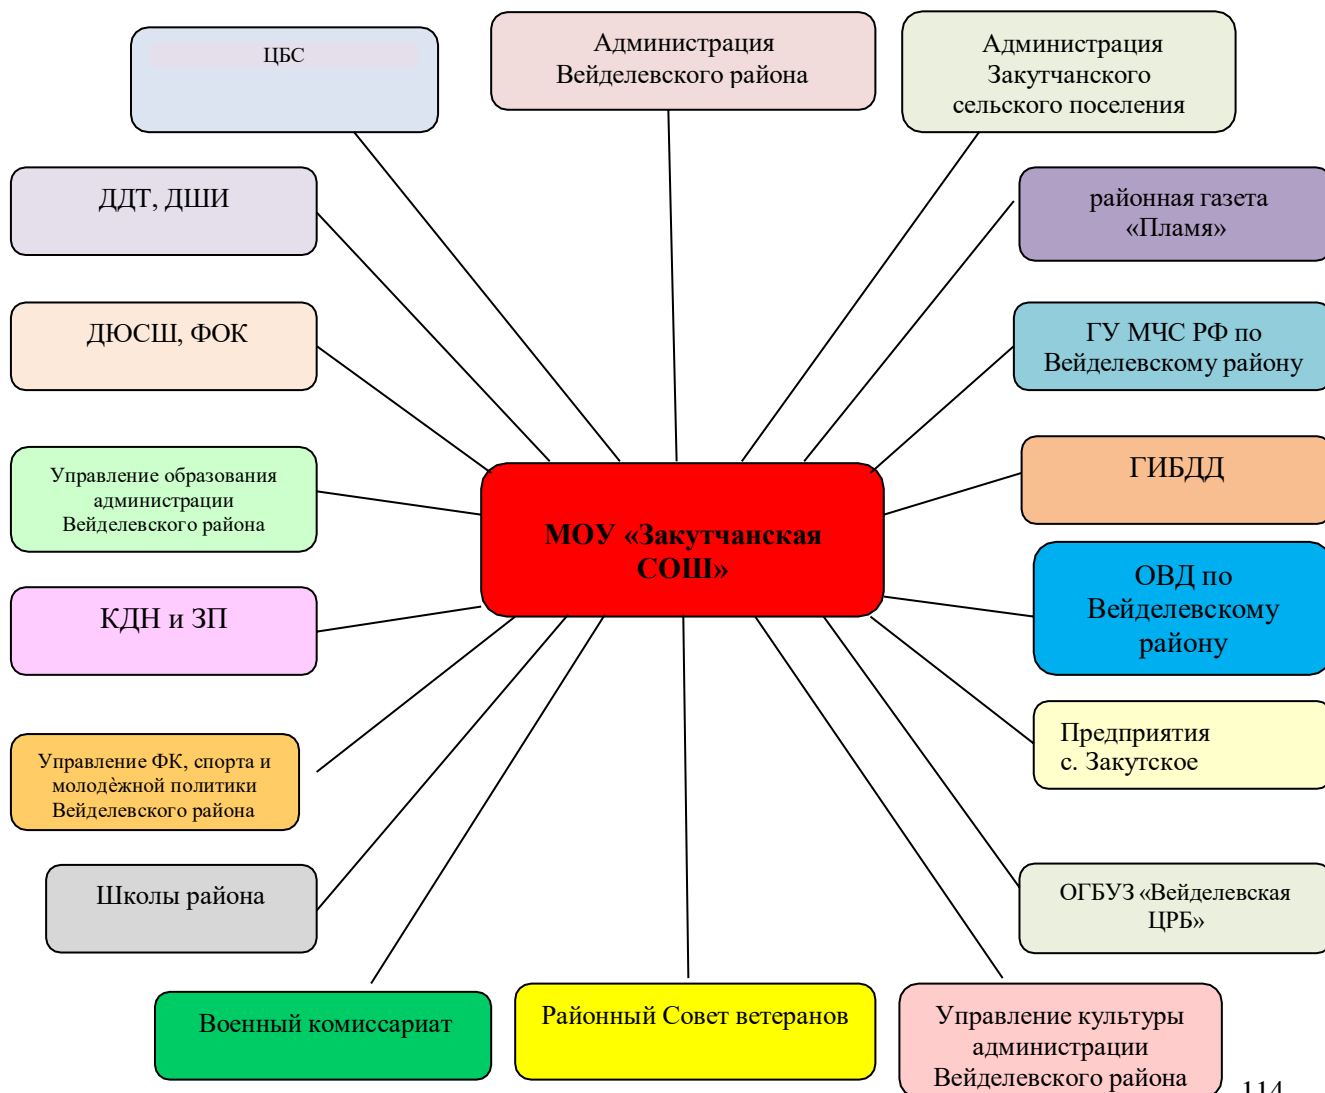 ЦБС
Администрация
Вейделевского района
Администрация
Закутчанского
сельского поселения
ДДТ, ДШИ
районная газета
«Пламя»
ДЮСШ, ФОК
ГУ МЧС РФ по
Вейделевскому району
Управление образования
администрации
Вейделевского района
ГИБДД
МОУ «Закутчанская
СОШ»
КДН и ЗП
ОВД по
Вейделевскому
району
Управление ФК, спорта и
молодѐжной политики
Вейделевского района
Предприятия
с. Закутское
Школы района
ОГБУЗ «Вейделевская
ЦРБ»
Военный комиссариат
Районный Совет ветеранов
Управление культуры
администрации
Вейделевского района
114